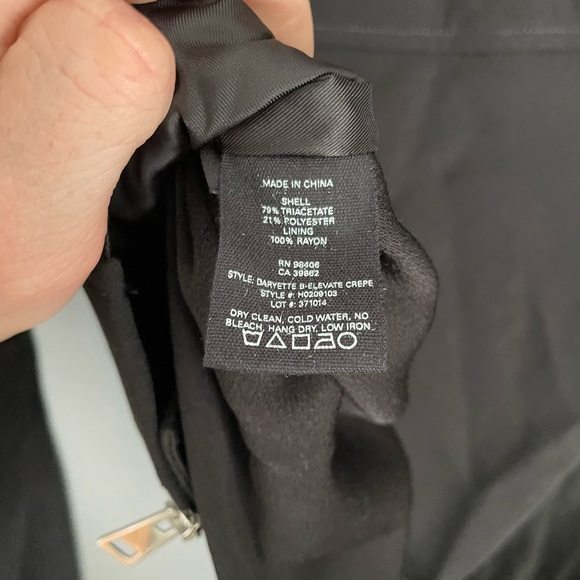 MADE IN CHINA
SHELL
79% TRIACETATE
21% POLYESTER
LINING
100% RAYON
RN 98406
CA 39862
STYLE: DARYETTE B-ELEVATE CREPE
STYLE #: H0209103
LOT #: 371014
DRY CLEAN, COLD WATER, NO
BLEACH, HANG DRY, LOW IRON